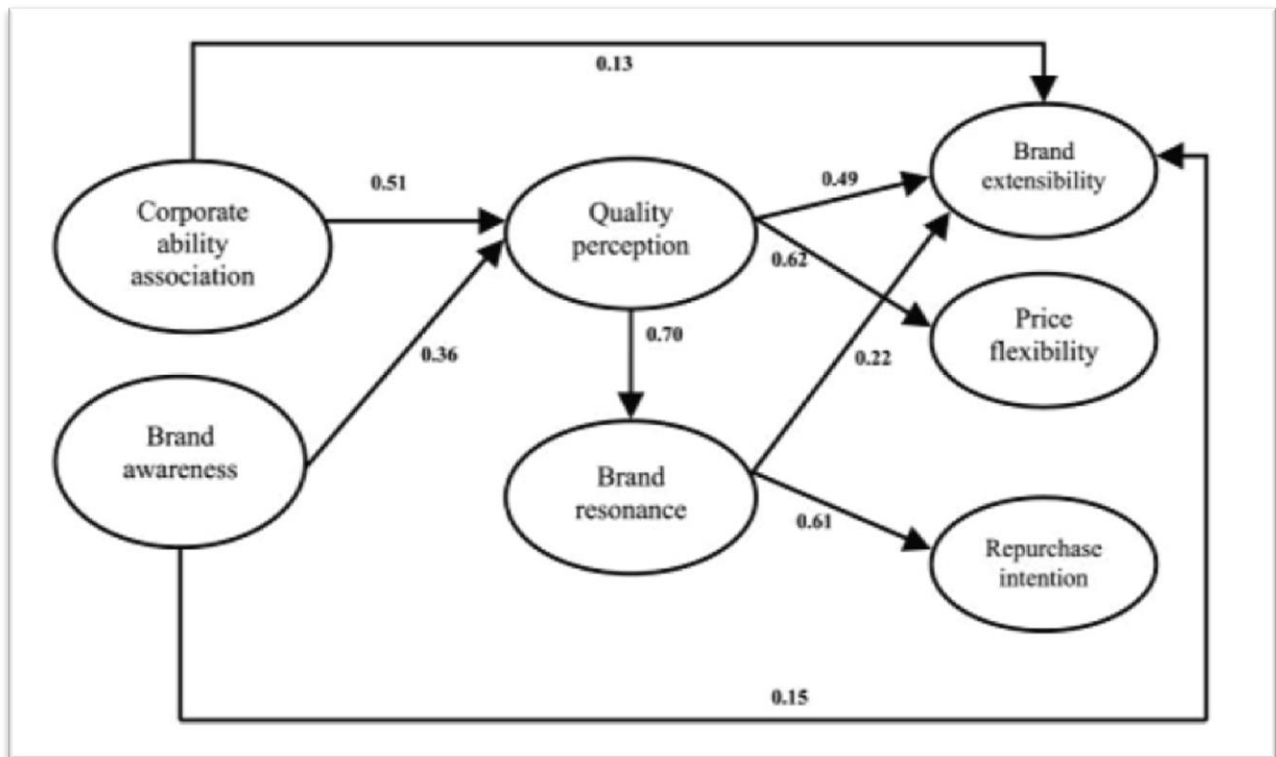 0.13
Corporate
ability
association
0.51
Quality
perception
0.49
Brand
extensibility
0.62
Price
flexibility
0.36
0.70
0.22
Brand
awareness
Brand
resonance
0.61
Repurchase
intention
0.15